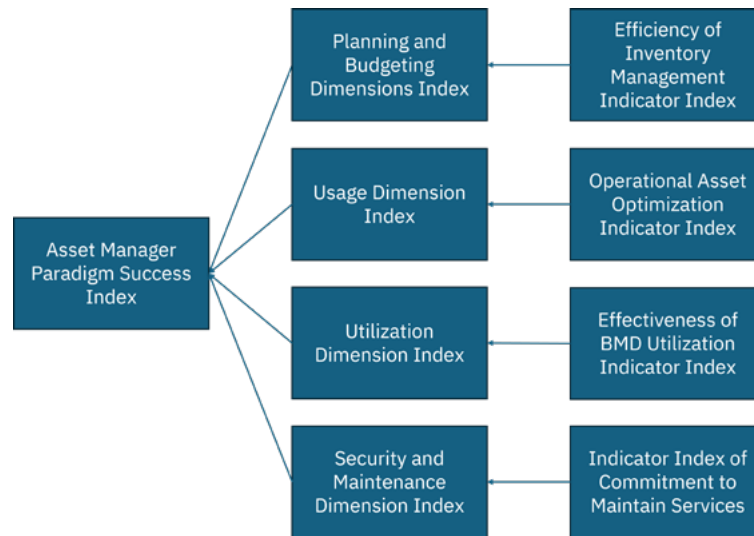 Planning and
Budgeting
Dimensions Index
Efficiency of
Inventory
Management
Indicator Index
Usage Dimension
Index
Operational Asset
Optimization
Indicator Index
Asset Manager
Paradigm Success
Index
Utilization
Dimension Index
Effectiveness of
BMD Utilization
Indicator Index
Security and
Maintenance
Dimension Index
Indicator Index of
Commitment to
Maintain Services